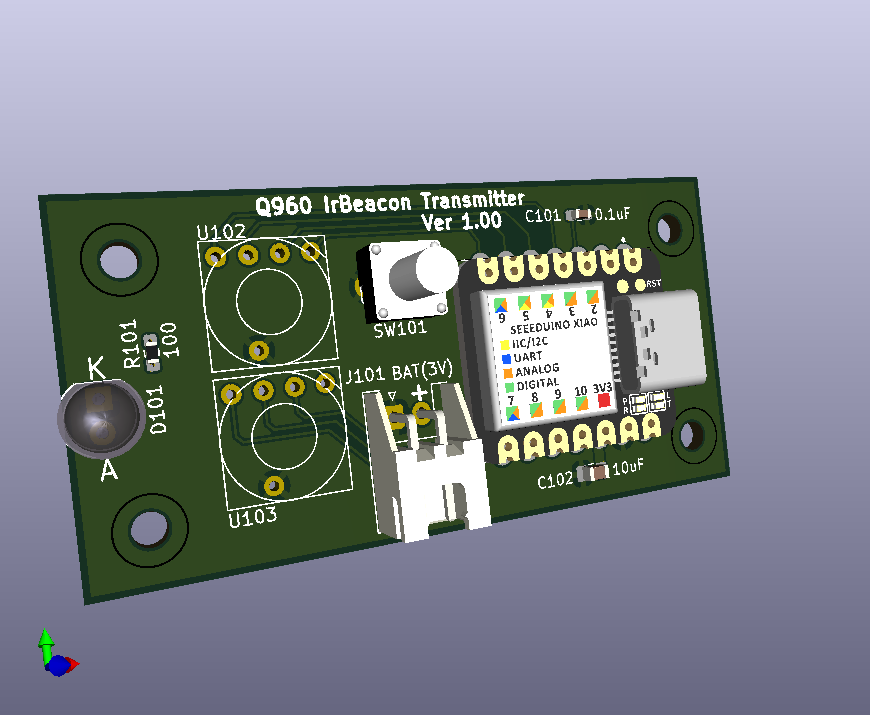 Q960 IrBeacon Transmitter
Ver 1.00
C101 0.1uF
U102
SW101
RST
6 5 4 3 2
SEEEDUINO XIAO
IIC/I2C
UART
ANALOG
DIGITAL
7 8 9 10 3V3
P L
R T
R101 100
K
D101
A
J101 BAT(3V)
+
U103
C102 10uF